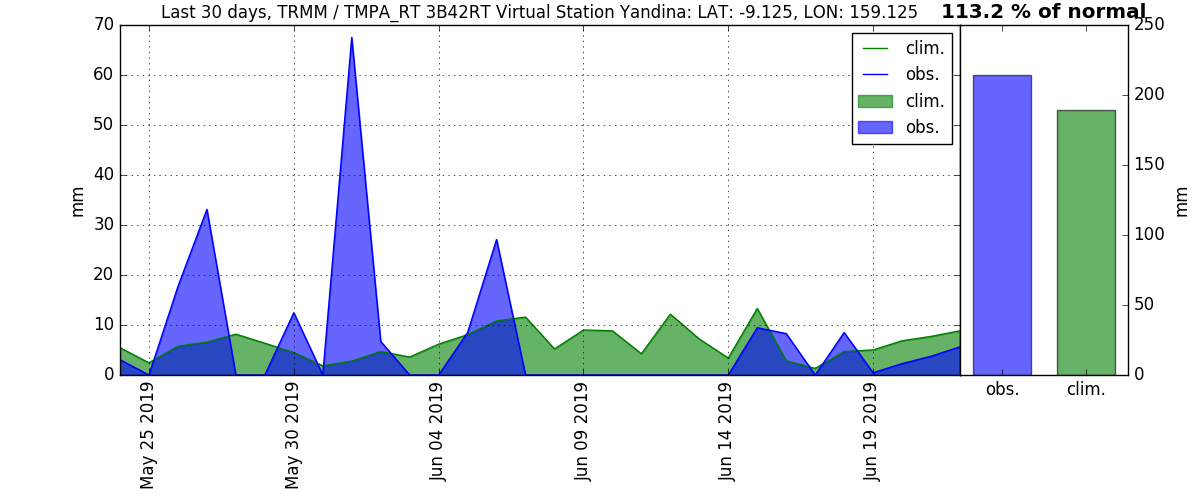 Last 30 days, TRMM / TMPA_RT 3B42RT Virtual Station Yandina: LAT: -9.125, LON: 159.125
113.2 % of normal
70
60
50
40
30
20
10
0
mm
clim.
obs.
clim.
obs.
250
200
150
100
50
0
mm
obs.
clim.
May 25 2019
May 30 2019
Jun 04 2019
Jun 09 2019
Jun 14 2019
Jun 19 2019